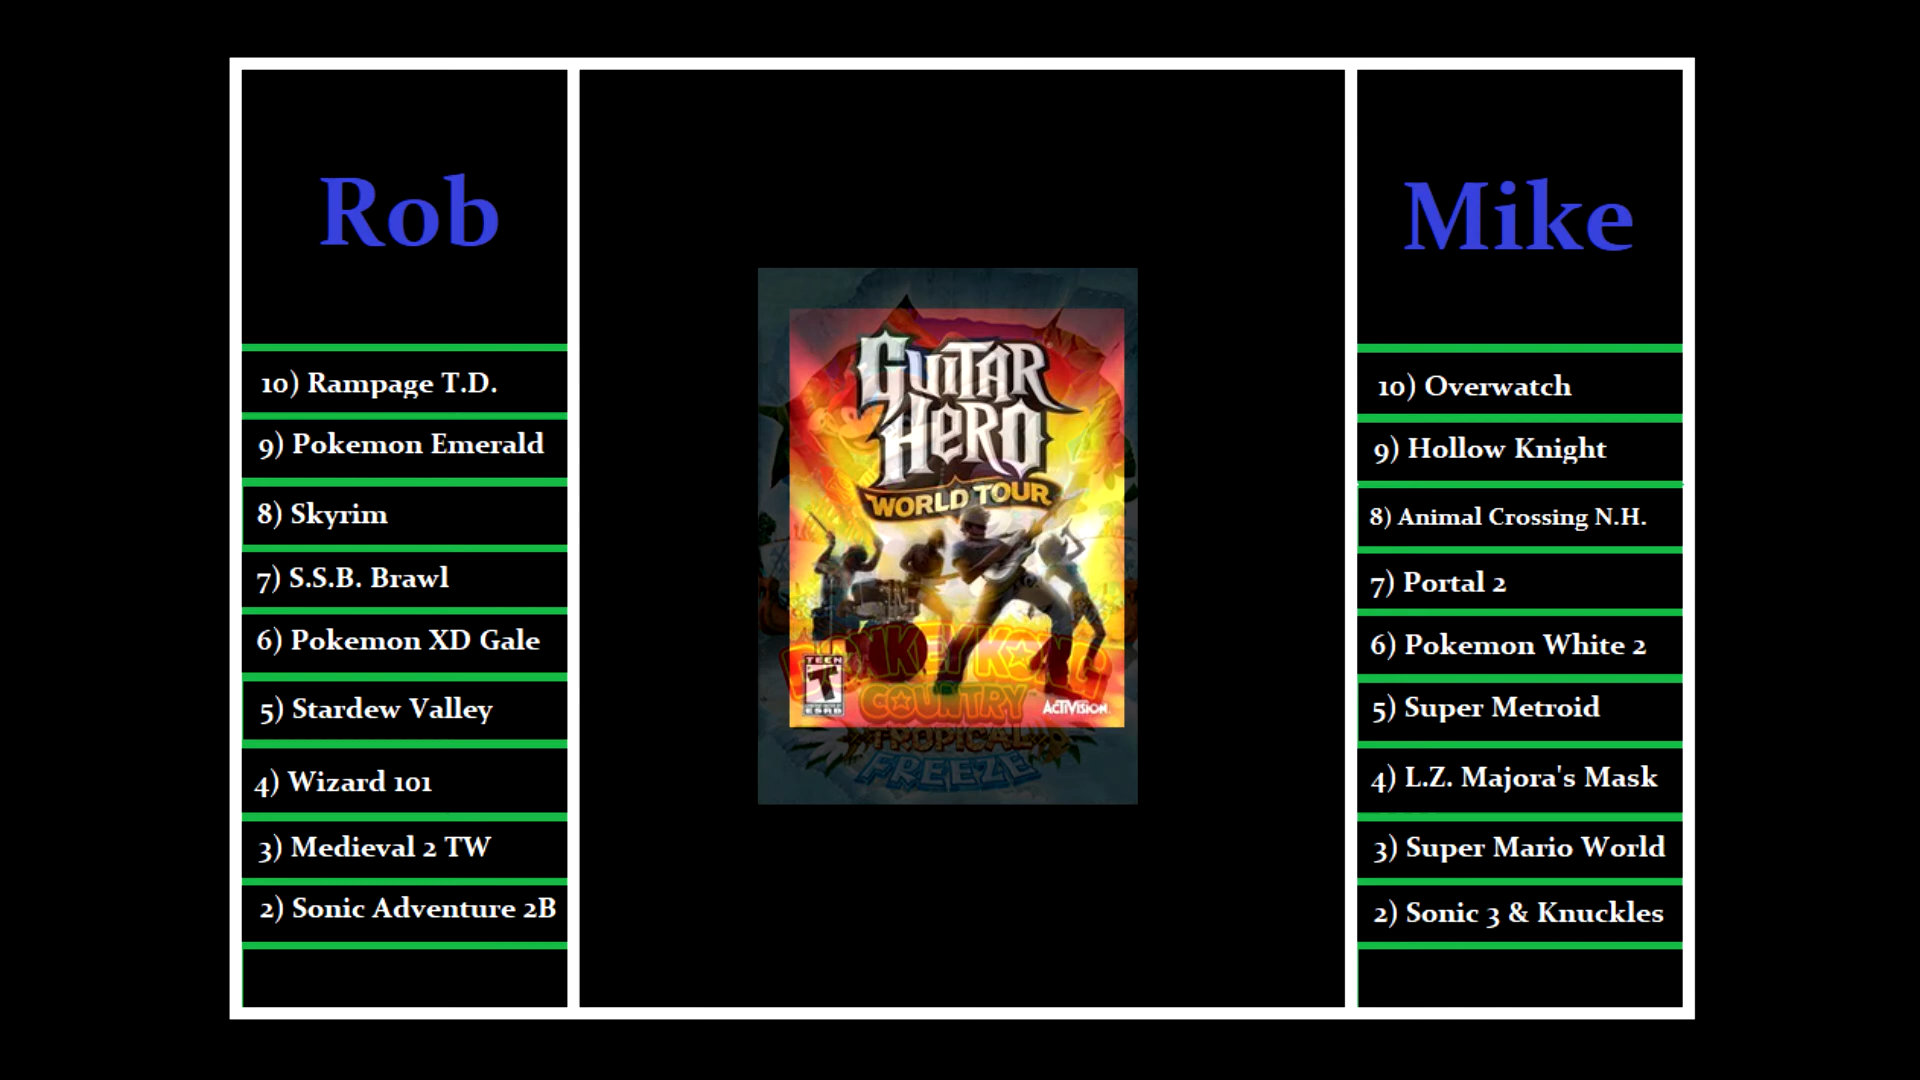 Rob
10) Rampage T.D.
9) Pokemon Emerald
8) Skyrim
7) S.S.B. Brawl
6) Pokemon XD Gale
5) Stardew Valley
4) Wizard 101
3) Medieval 2 TW
2) Sonic Adventure 2B
GUITAR
HERO
WORLD TOUR
DONKEY KONG
COUNTRY
TROPICAL
FREEZE
TEEN
T
ESRB
ACTIVISION
Mike
10) Overwatch
9) Hollow Knight
8) Animal Crossing N.H.
7) Portal 2
6) Pokemon White 2
5) Super Metroid
4) L.Z. Majora's Mask
3) Super Mario World
2) Sonic 3 & Knuckles